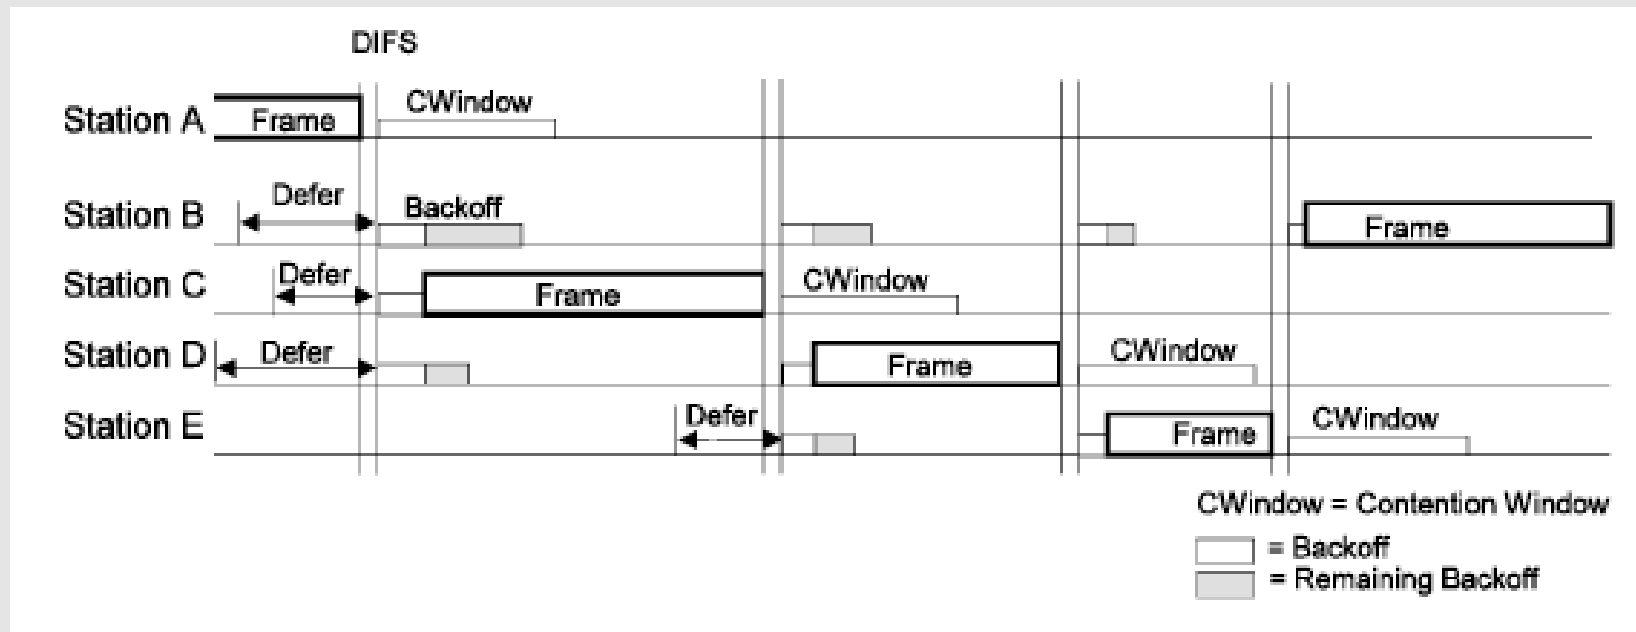 DIFS
Station A
Frame
CWindow
Station B
Defer
Backoff
Frame
Station C
Defer
Frame
CWindow
Station D
Defer
Frame
CWindow
Station E
Defer
Frame
CWindow
CWindow = Contention Window
= Backoff
= Remaining Backoff